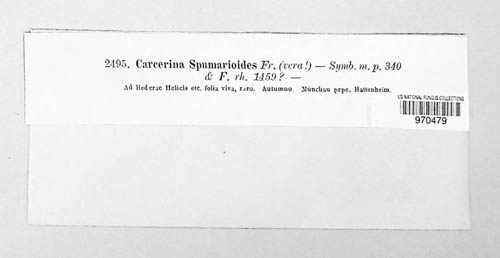 2495. Carcerina Spumarioides Fr. (vera!) — Symb. m. p. 340
& F. rh. 1459? —
Ad Hederae Helicis etc. folia viva, raro. Autumno. Münchau prpe. Hattenheim.
US NATIONAL FUNGUS COLLECTIONS
970479